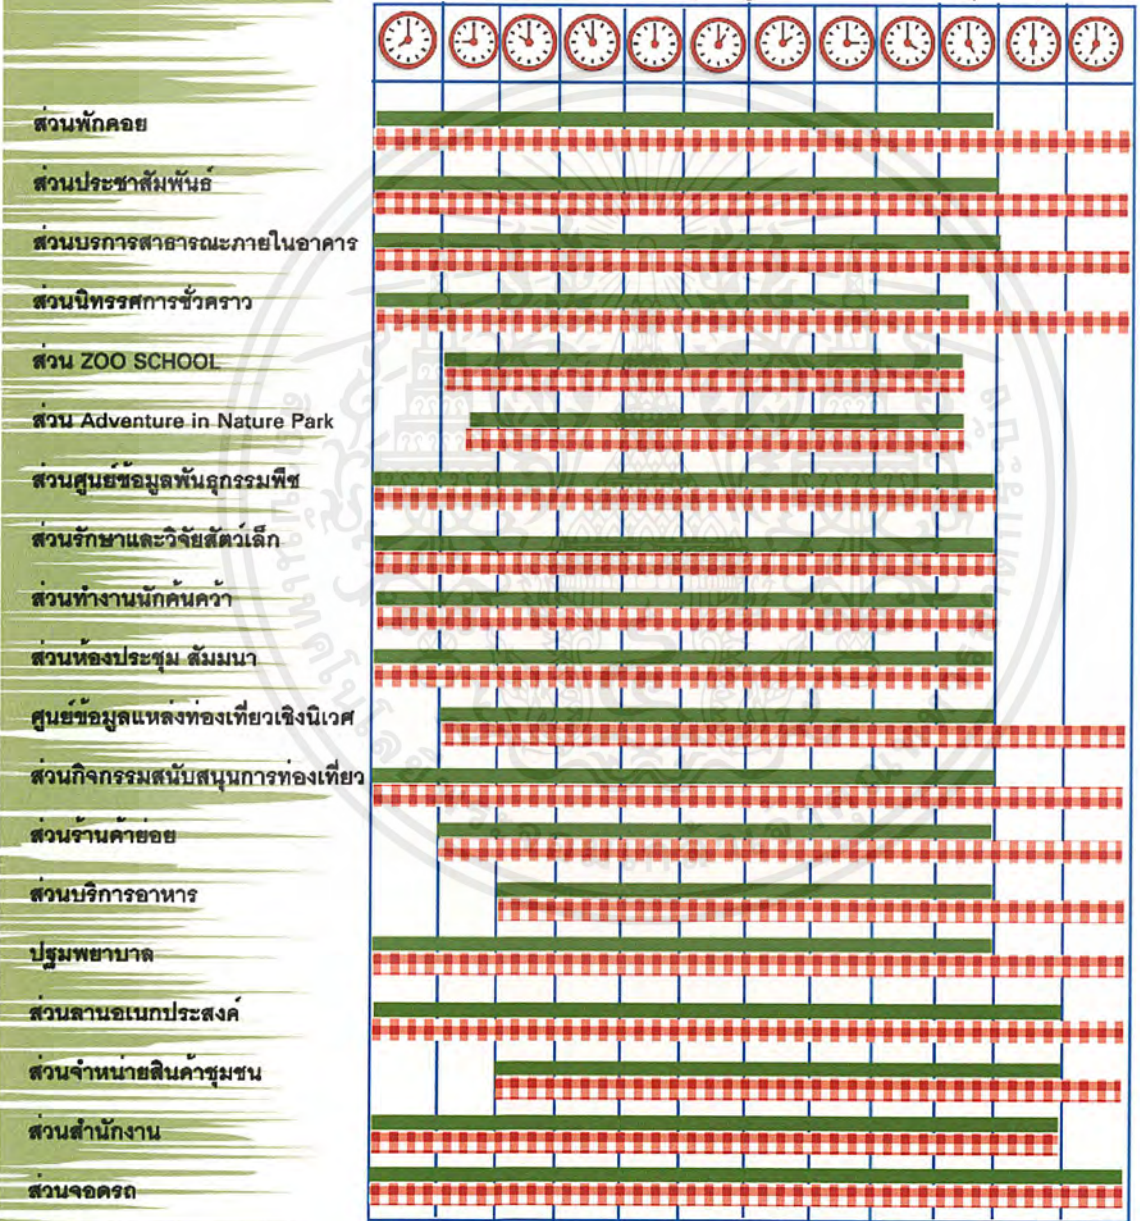 ส่วนพักคอย
ส่วนประชาสัมพันธ์
ส่วนบรการสาธารณะภายในอาคาร
ส่วนนิทรรศการชั่วคราว
ส่วน ZOO SCHOOL
ส่วน Adventure in Nature Park
ส่วนศูนย์ข้อมูลพันธุกรรมพืช
ส่วนรักษาและวิจัยสัตว์เล็ก
ส่วนทำงานนักค้นคว้า
ส่วนห้องประชุม สัมมนา
ศูนย์ข้อมูลแหล่งท่องเที่ยวเชิงนิเวศ
ส่วนกิจกรรมสนับสนุนการท่องเที่ยว
ส่วนร้านค้าย่อย
ส่วนบริการอาหาร
ปฐมพยาบาล
ส่วนลานอเนกประสงค์
ส่วนจำหน่ายสินค้าชุมชน
ส่วนสำนักงาน
ส่วนจอดรถ